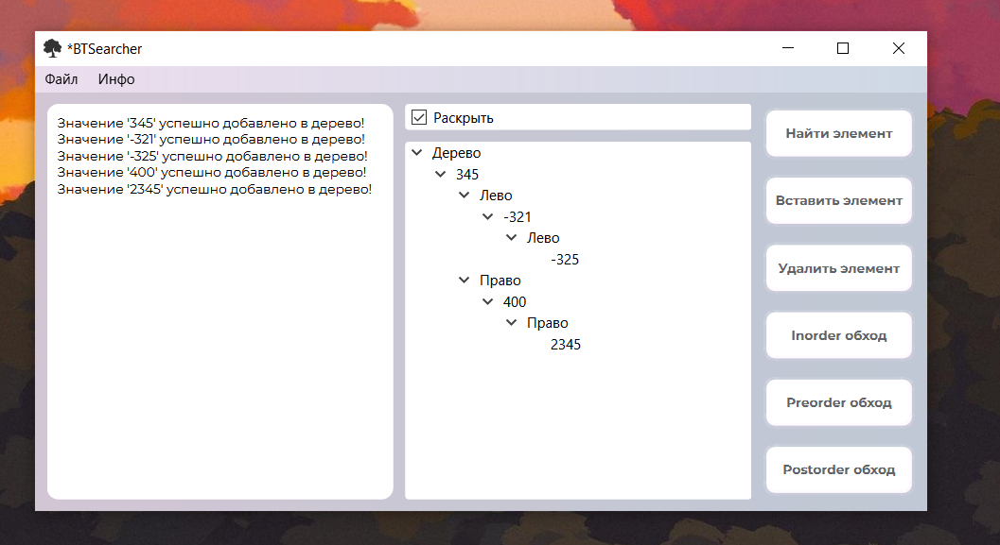 *BTSearcher
Файл Инфо
Значение '345' успешно добавлено в дерево!
Значение '-321' успешно добавлено в дерево!
Значение '-325' успешно добавлено в дерево!
Значение '400' успешно добавлено в дерево!
Значение '2345' успешно добавлено в дерево!
Раскрыть
Дерево
345
Лево
-321
Лево
-325
Право
400
Право
2345
Найти элемент
Вставить элемент
Удалить элемент
Inorder обход
Preorder обход
Postorder обход